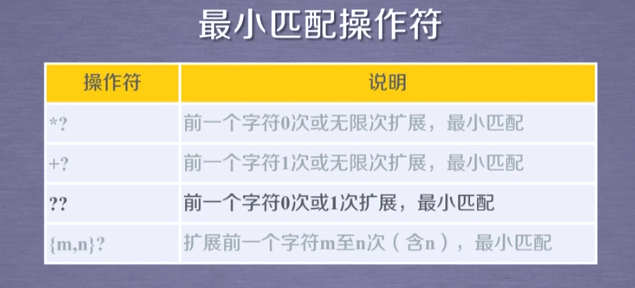 最小匹配操作符
操作符 说明
*? 前一个字符0次或无限次扩展，最小匹配
+? 前一个字符1次或无限次扩展，最小匹配
?? 前一个字符0次或1次扩展，最小匹配
{m,n}? 扩展前一个字符m至n次（含n），最小匹配